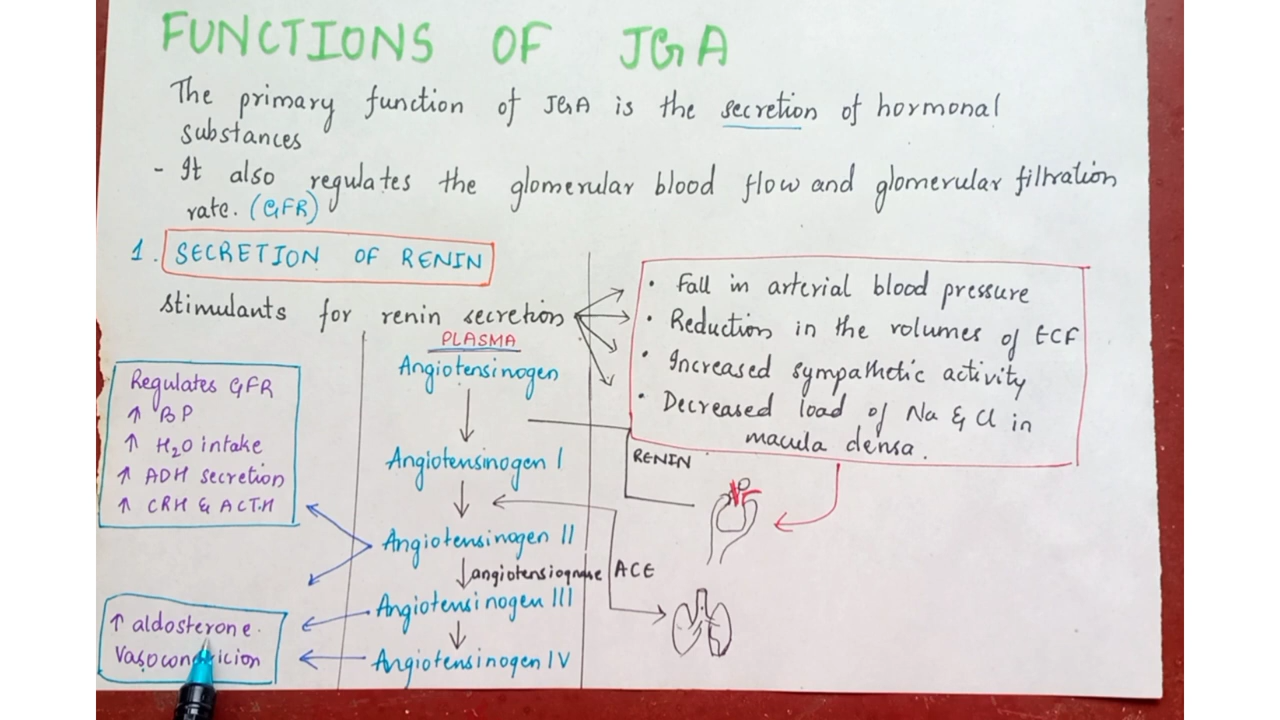 FUNCTIONS OF JGA
The primary function of JGA is the secretion of hormonal
substances
- It also regulates the glomerular blood flow and glomerular filtration
rate. (GFR)
1. SECRETION OF RENIN
stimulants for renin secretion
• Fall in arterial blood pressure
• Reduction in the volumes of ECF
• Increased sympathetic activity
• Decreased load of Na & Cl in
macula densa.
PLASMA
Angiotensinogen
RENIN
Angiotensinogen I
Angiotensinogen II
ACE
Angiotensinogen III
Angiotensinogen IV
Regulates GFR
↑ BP
↑ H₂O intake
↑ ADH secretion
↑ CRH & ACTH
↑ aldosterone.